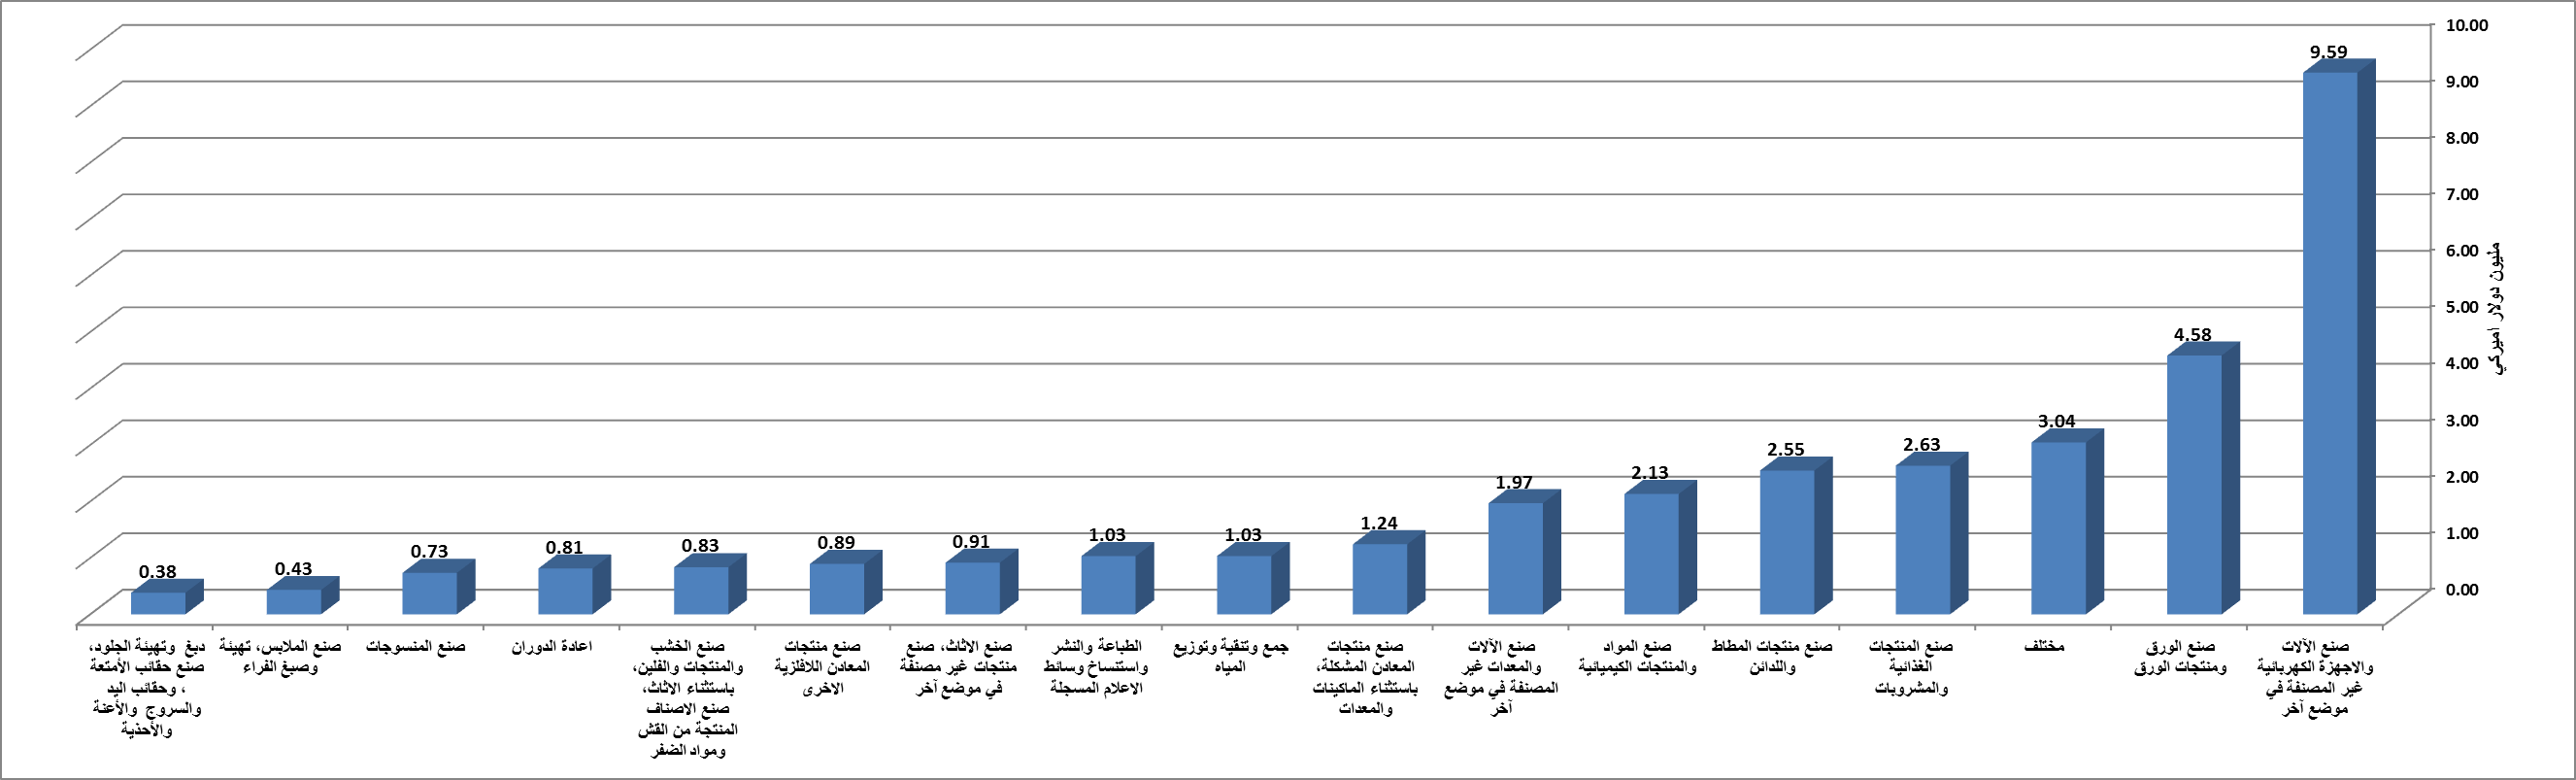 10.00
9.00
8.00
7.00
6.00
5.00
4.00
3.00
2.00
1.00
0.00
مليون دولار اميركي
9.59
4.58
3.04
2.63
2.55
2.13
1.97
1.24
1.03
1.03
0.91
0.89
0.83
0.81
0.73
0.43
0.38
صنع الآلات
والاجهزة الكهربائية
غير المصنفة في
موضع آخر
صنع الورق
ومنتجات الورق
مختلف
صنع المنتجات
الغذائية
والمشروبات
صنع منتجات المطاط
واللدائن
صنع المواد
والمنتجات الكيميائية
صنع الآلات
والمعدات غير
المصنفة في موضع
آخر
صنع منتجات
المعادن المشكلة،
باستثناء الماكينات
والمعدات
جمع وتنقية وتوزيع
المياه
الطباعة والنشر
واستنساخ وسائط
الاعلام المسجلة
صنع الاثاث، صنع
منتجات غير مصنفة
في موضع آخر
صنع منتجات
المعادن اللافلزية
الاخرى
صنع الخشب
والمنتجات والفلين،
باستثناء الاثاث،
صنع الاصناف
المنتجة من القش
ومواد الضفر
اعادة الدوران
صنع المنسوجات
صنع الملابس، تهيئة
وصبغ الفراء
دبغ وتهيئة الجلود،
صنع حقائب الأمتعة
، وحقائب اليد
والسروج والأعنة
والأحذية